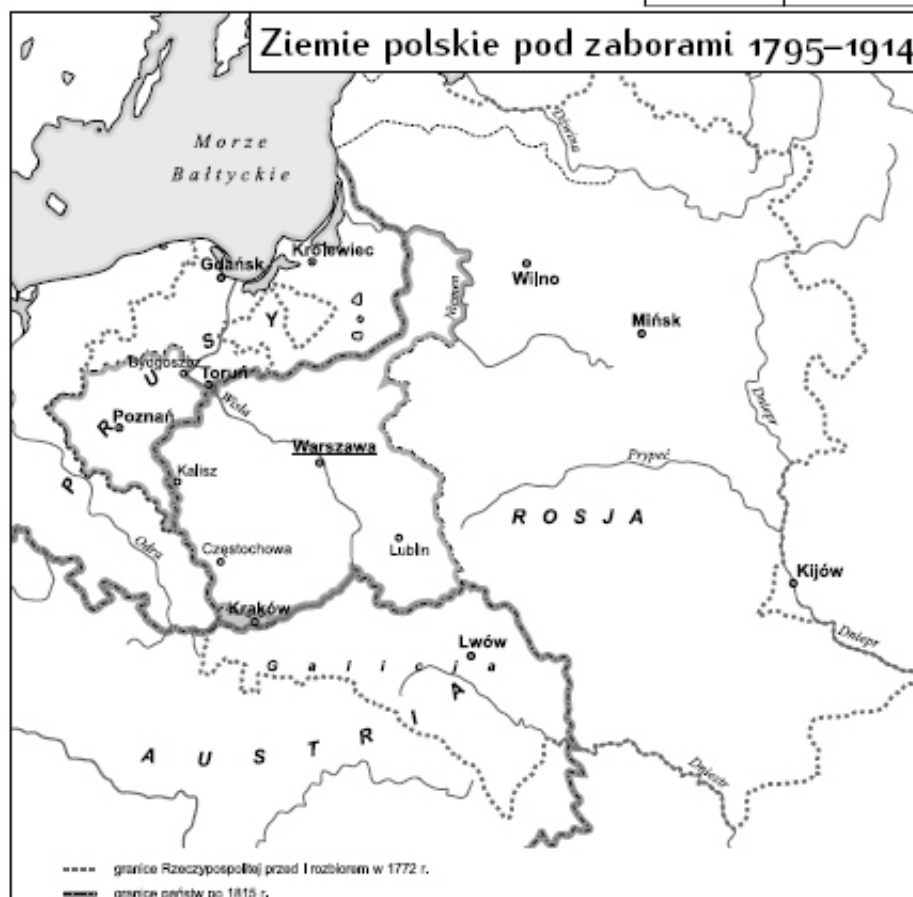 Ziemie polskie pod zaborami 1795–1914
Morze
Bałtyckie
Dźwina
Królewiec
Gdańsk
Wilno
Niemen
Mińsk
PRUSY
Bydgoszcz
Toruń
Wisła
Dniepr
Poznań
Warszawa
Prypeć
Kalisz
ROSJA
Odra
Częstochowa
Lublin
Kijów
Kraków
Dniepr
Lwów
Galicja
AUSTRIA
Dniestr
granice Rzeczypospolitej przed I rozbiorem w 1772 r.
granice państw po 1815 r.